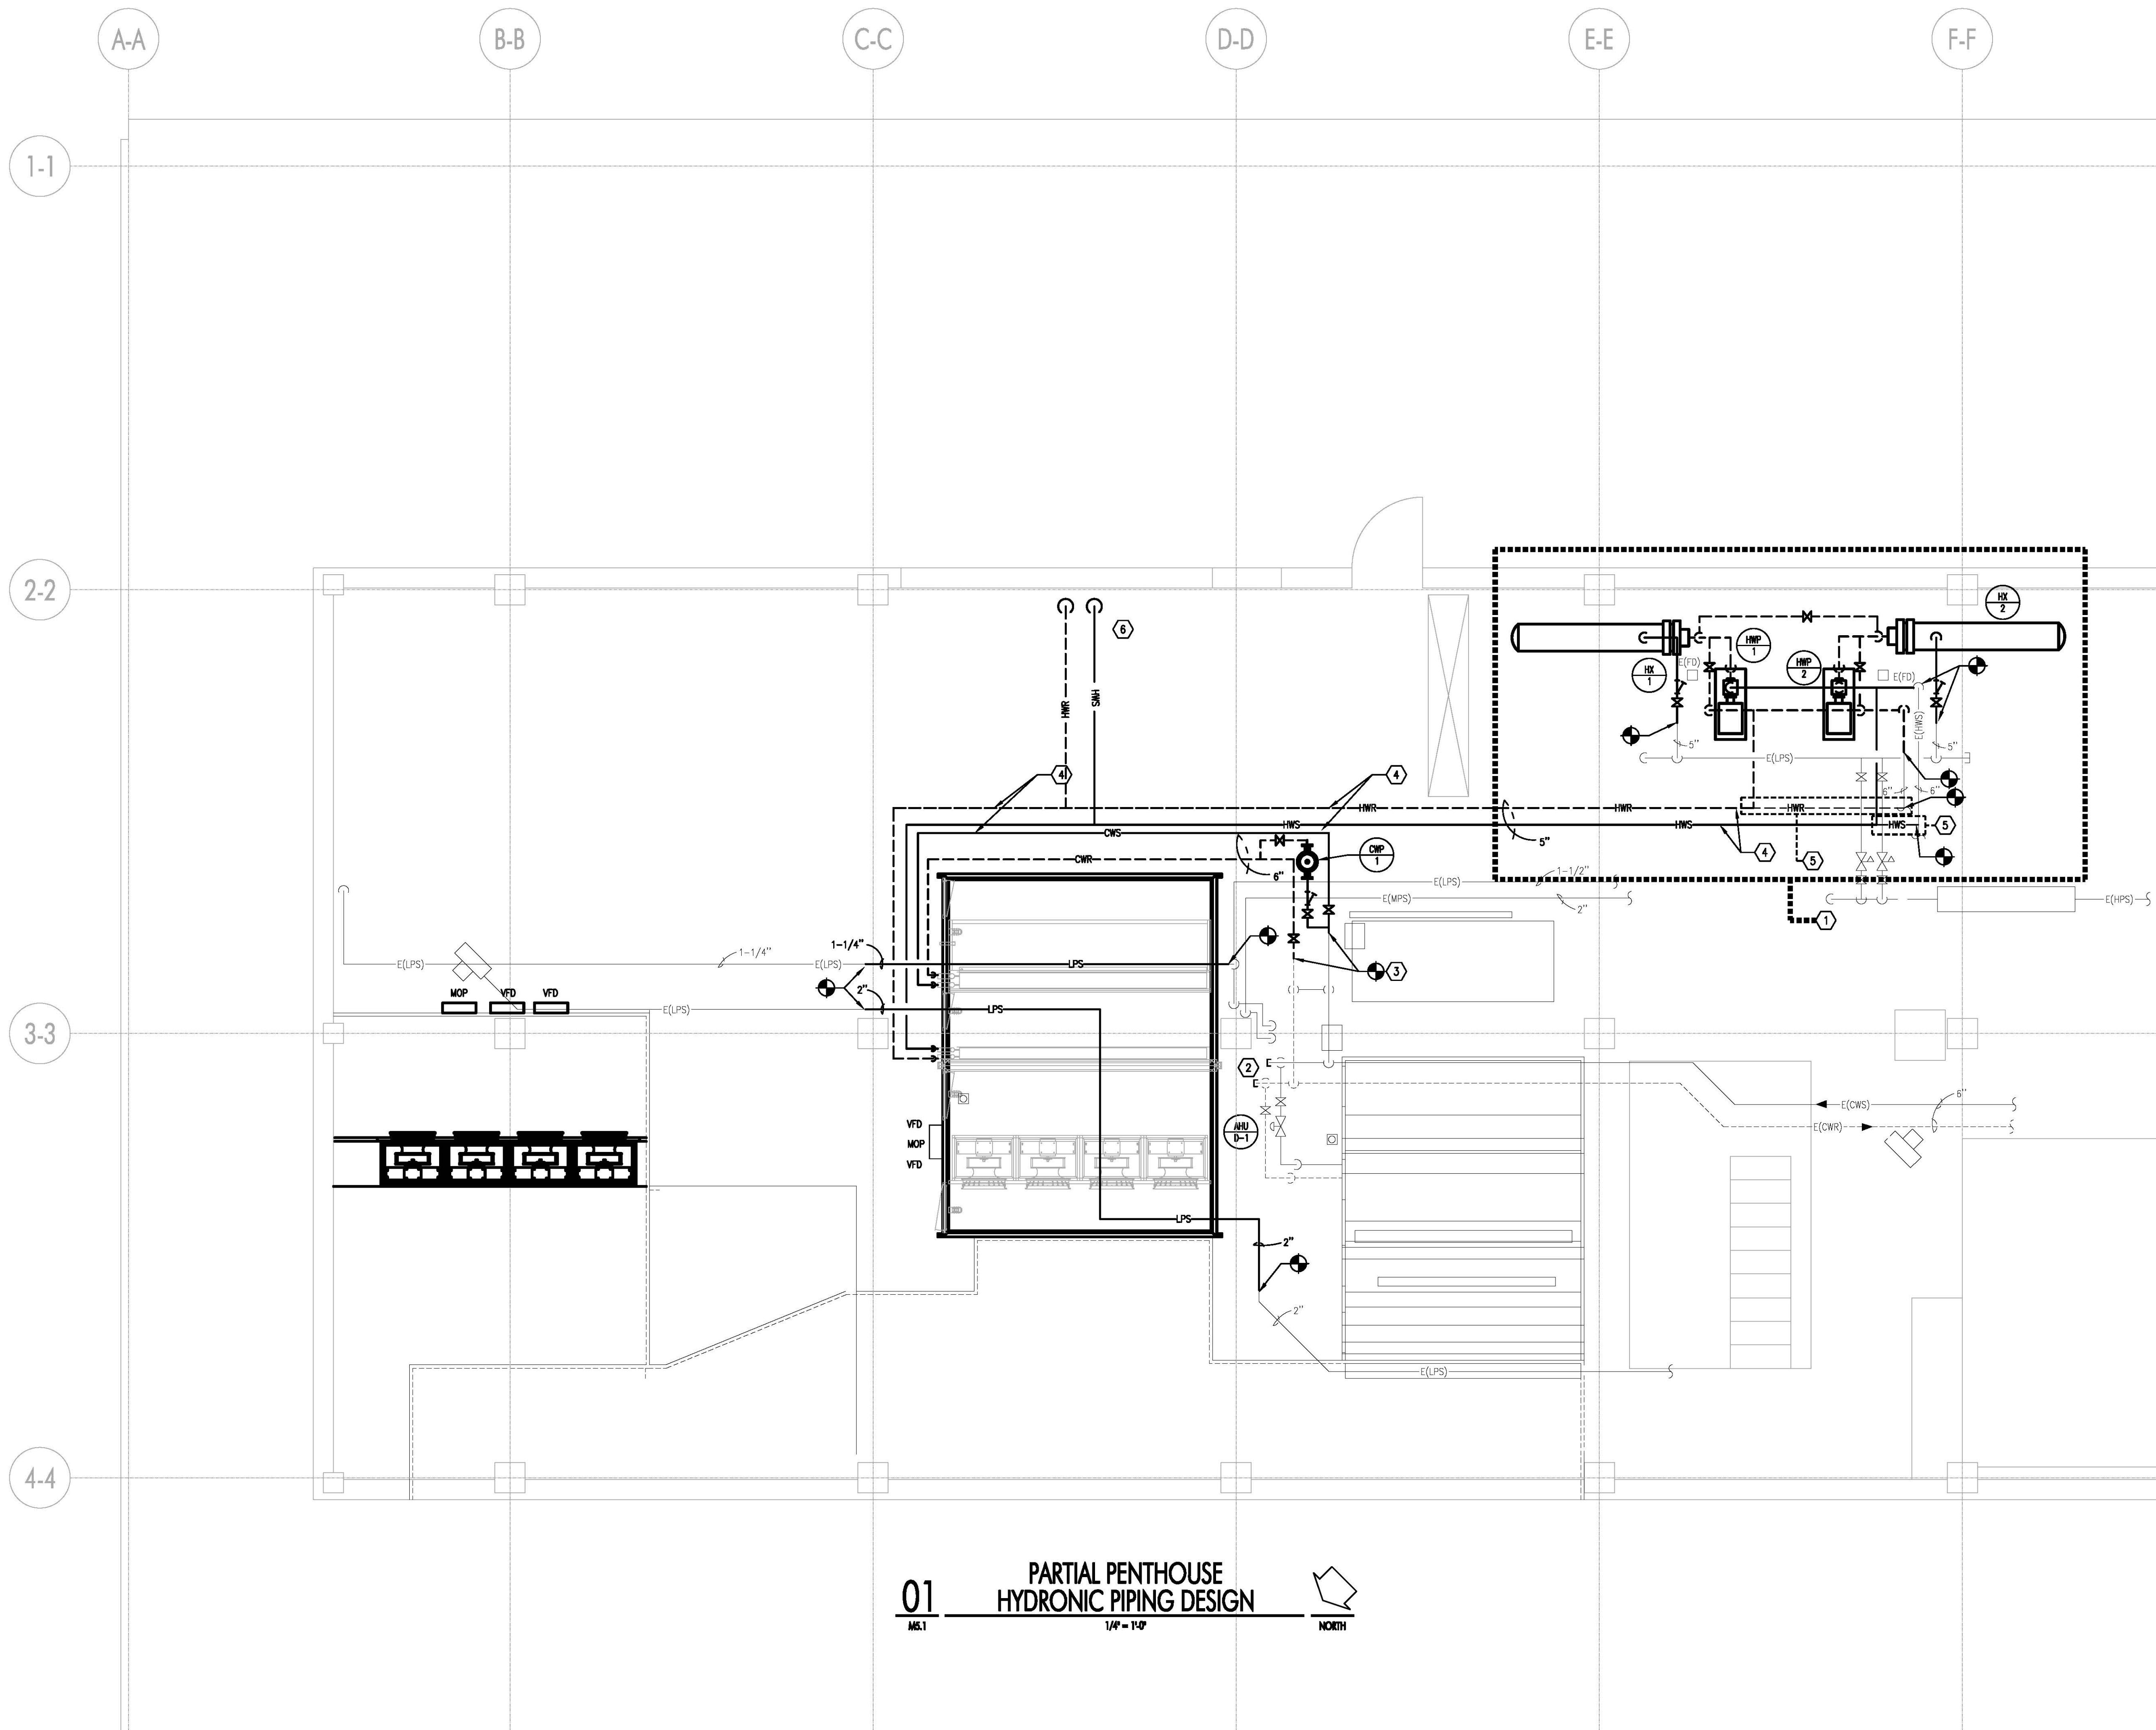 A-A
B-B
C-C
D-D
E-E
F-F
1-1
2-2
HX
2
HWP
1
HWP
2
HX
1
E(FD)
E(FD)
6
HWR
HWS
E(HWS)
5"
5"
E(LPS)
4
4
6"
6"
HWR
HWR
HWR
HWS
HWS
HWS
5
CWS
5"
4
5
CWR
CWP
1
6"
E(LPS)
1-1/2"
E(MPS)
2"
E(HPS)
1
1-1/4"
1-1/4"
E(LPS)
E(LPS)
LPS
3
MOP
VFD
VFD
2"
E(LPS)
LPS
3-3
2
6"
E(CWS)
E(CWR)
VFD
MOP
VFD
AHU
D-1
LPS
2"
2"
E(LPS)
4-4
01
M5.1
PARTIAL PENTHOUSE
HYDRONIC PIPING DESIGN
1/4" = 1'-0"
NORTH